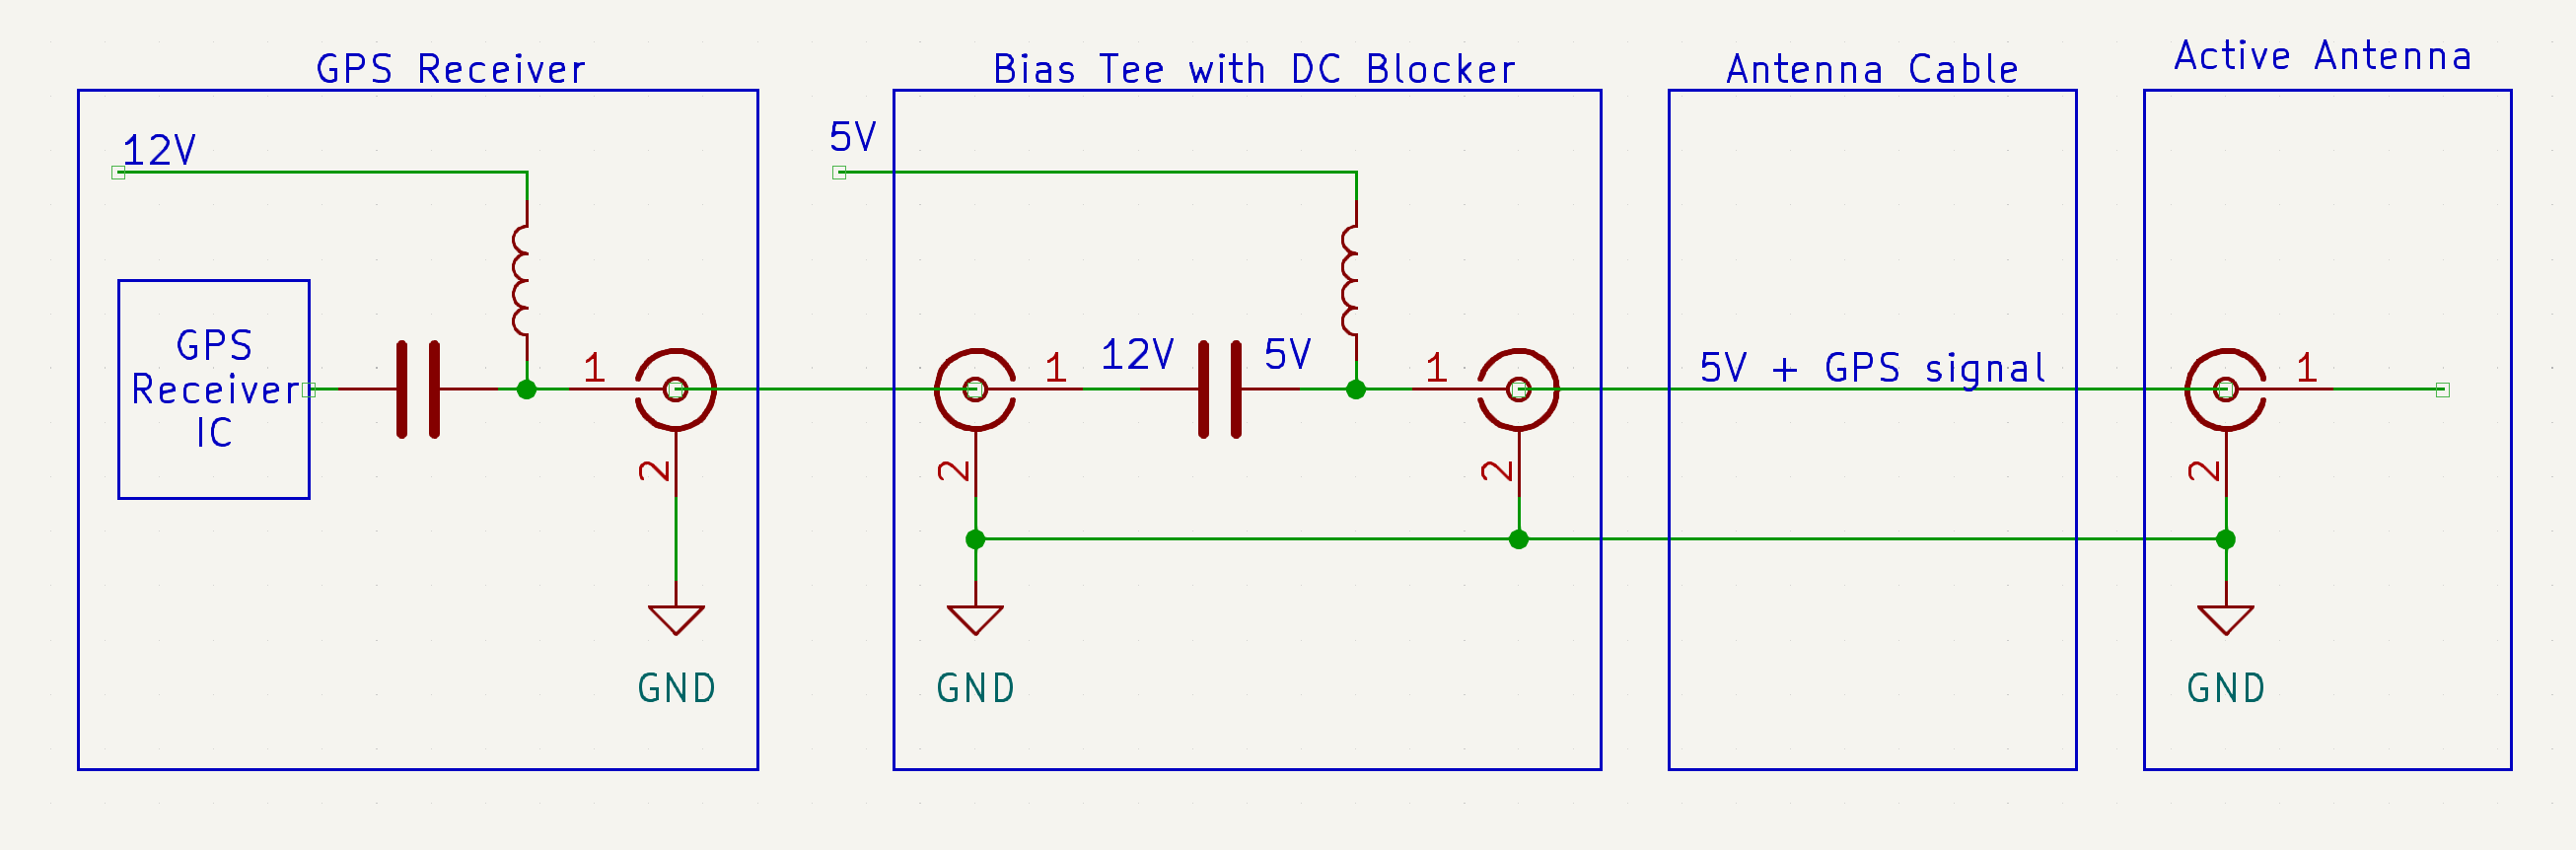 GPS Receiver
12V
GPS
Receiver
IC
1
2
GND
Bias Tee with DC Blocker
5V
1
12V
5V
1
2
2
GND
Antenna Cable
5V + GPS signal
Active Antenna
1
2
GND